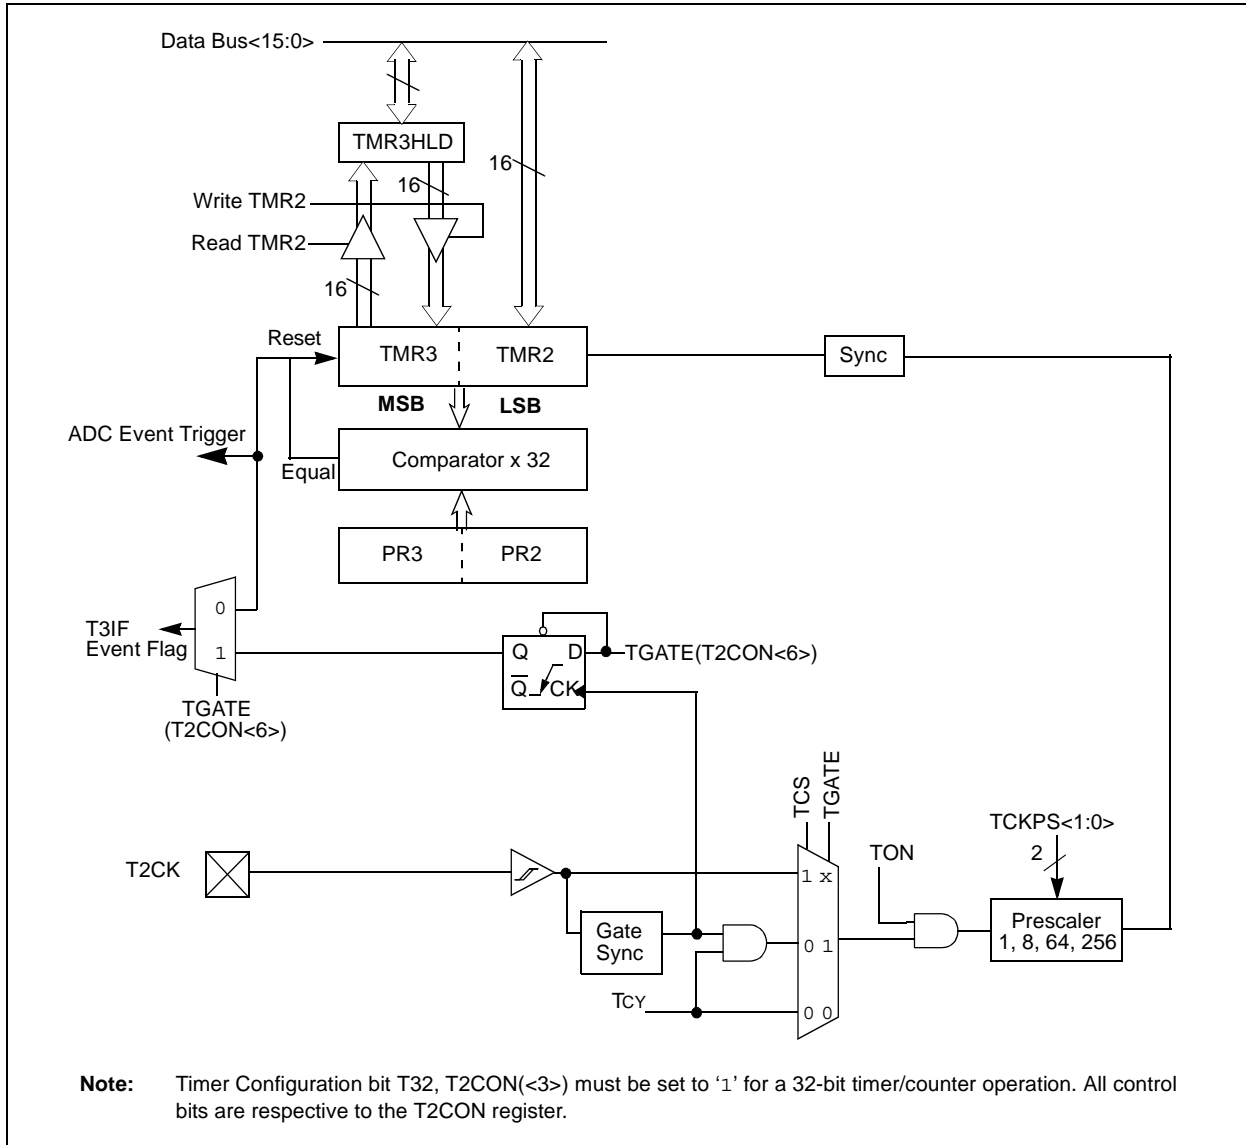 Data Bus<15:0>
TMR3HLD
16
16
Write TMR2
Read TMR2
16
Reset
TMR3
TMR2
Sync
MSB
LSB
ADC Event Trigger
Equal
Comparator x 32
PR3
PR2
0
1
T3IF
Event Flag
Q
D
Q
CK
TGATE(T2CON<6>)
TGATE
(T2CON<6>)
TCS
TGATE
TCKPS<1:0>
2
TON
T2CK
1 x
Gate
Sync
0 1
Prescaler
1, 8, 64, 256
TCY
0 0
Note: Timer Configuration bit T32, T2CON(<3>) must be set to ‘1’ for a 32-bit timer/counter operation. All control
bits are respective to the T2CON register.